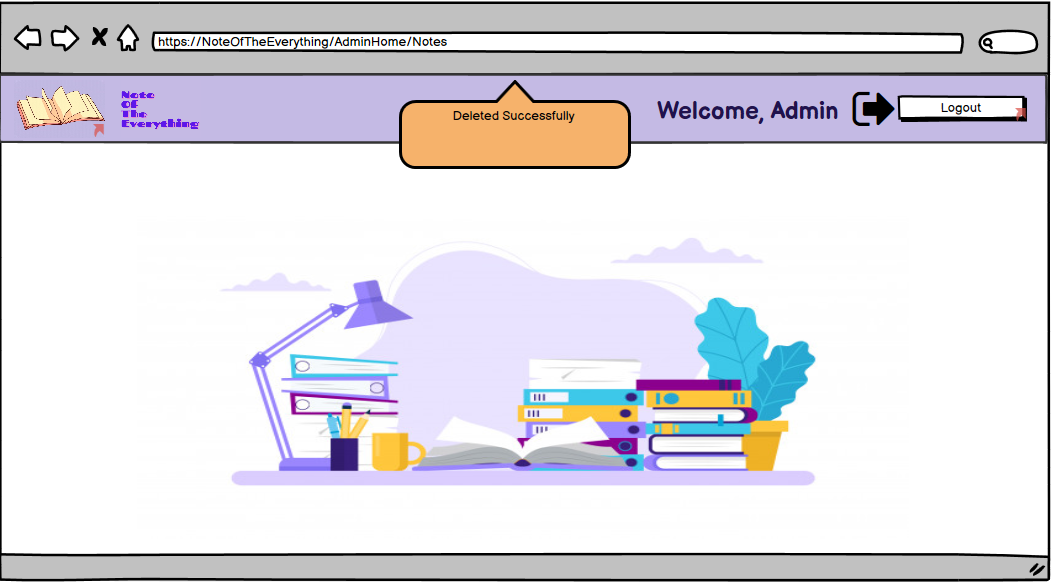 https://NoteOfTheEverything/AdminHome/Notes
Note
Of
The
Everything
Deleted Successfully
Welcome, Admin
Logout